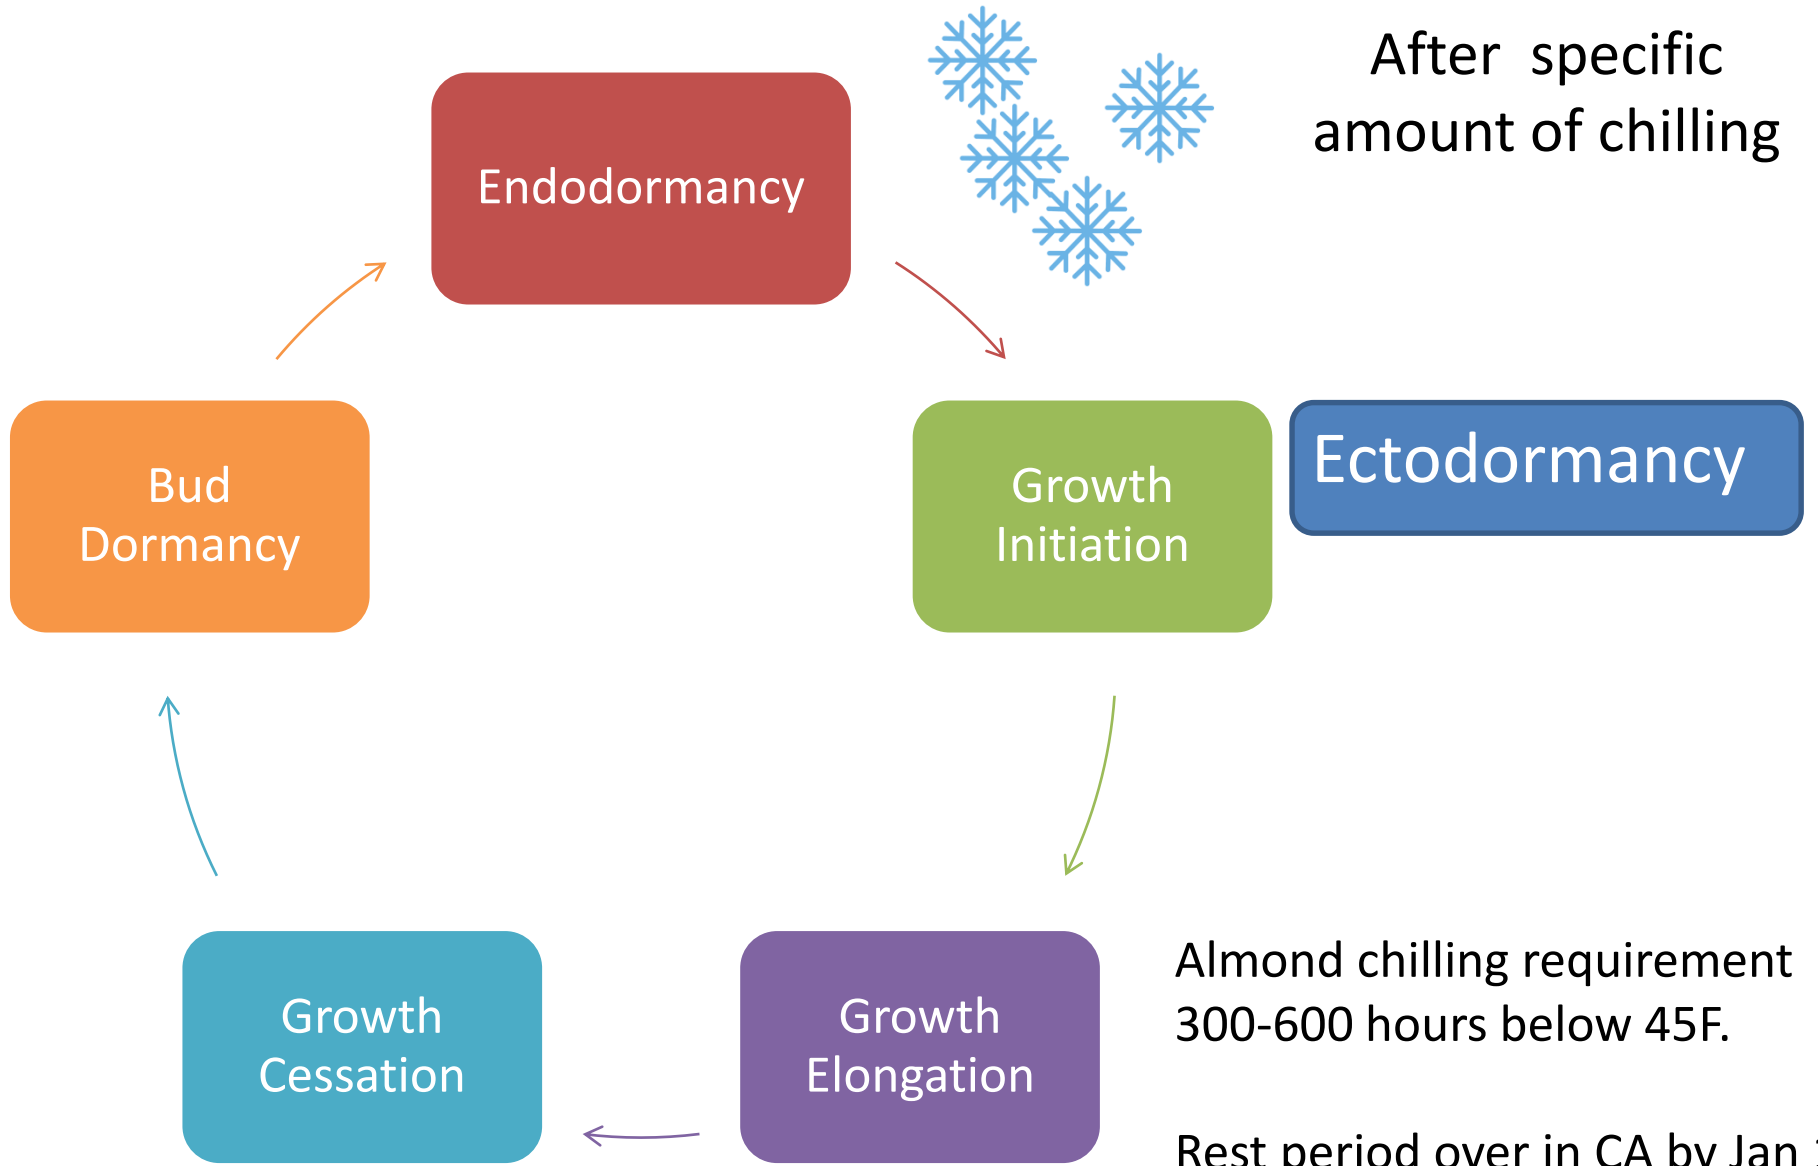 After specific
amount of chilling
Endodormancy
Bud
Dormancy
Growth
Initiation
Ectodormancy
Growth
Cessation
Growth
Elongation
Almond chilling requirement
300-600 hours below 45F.
Rest period over in CA by Jan